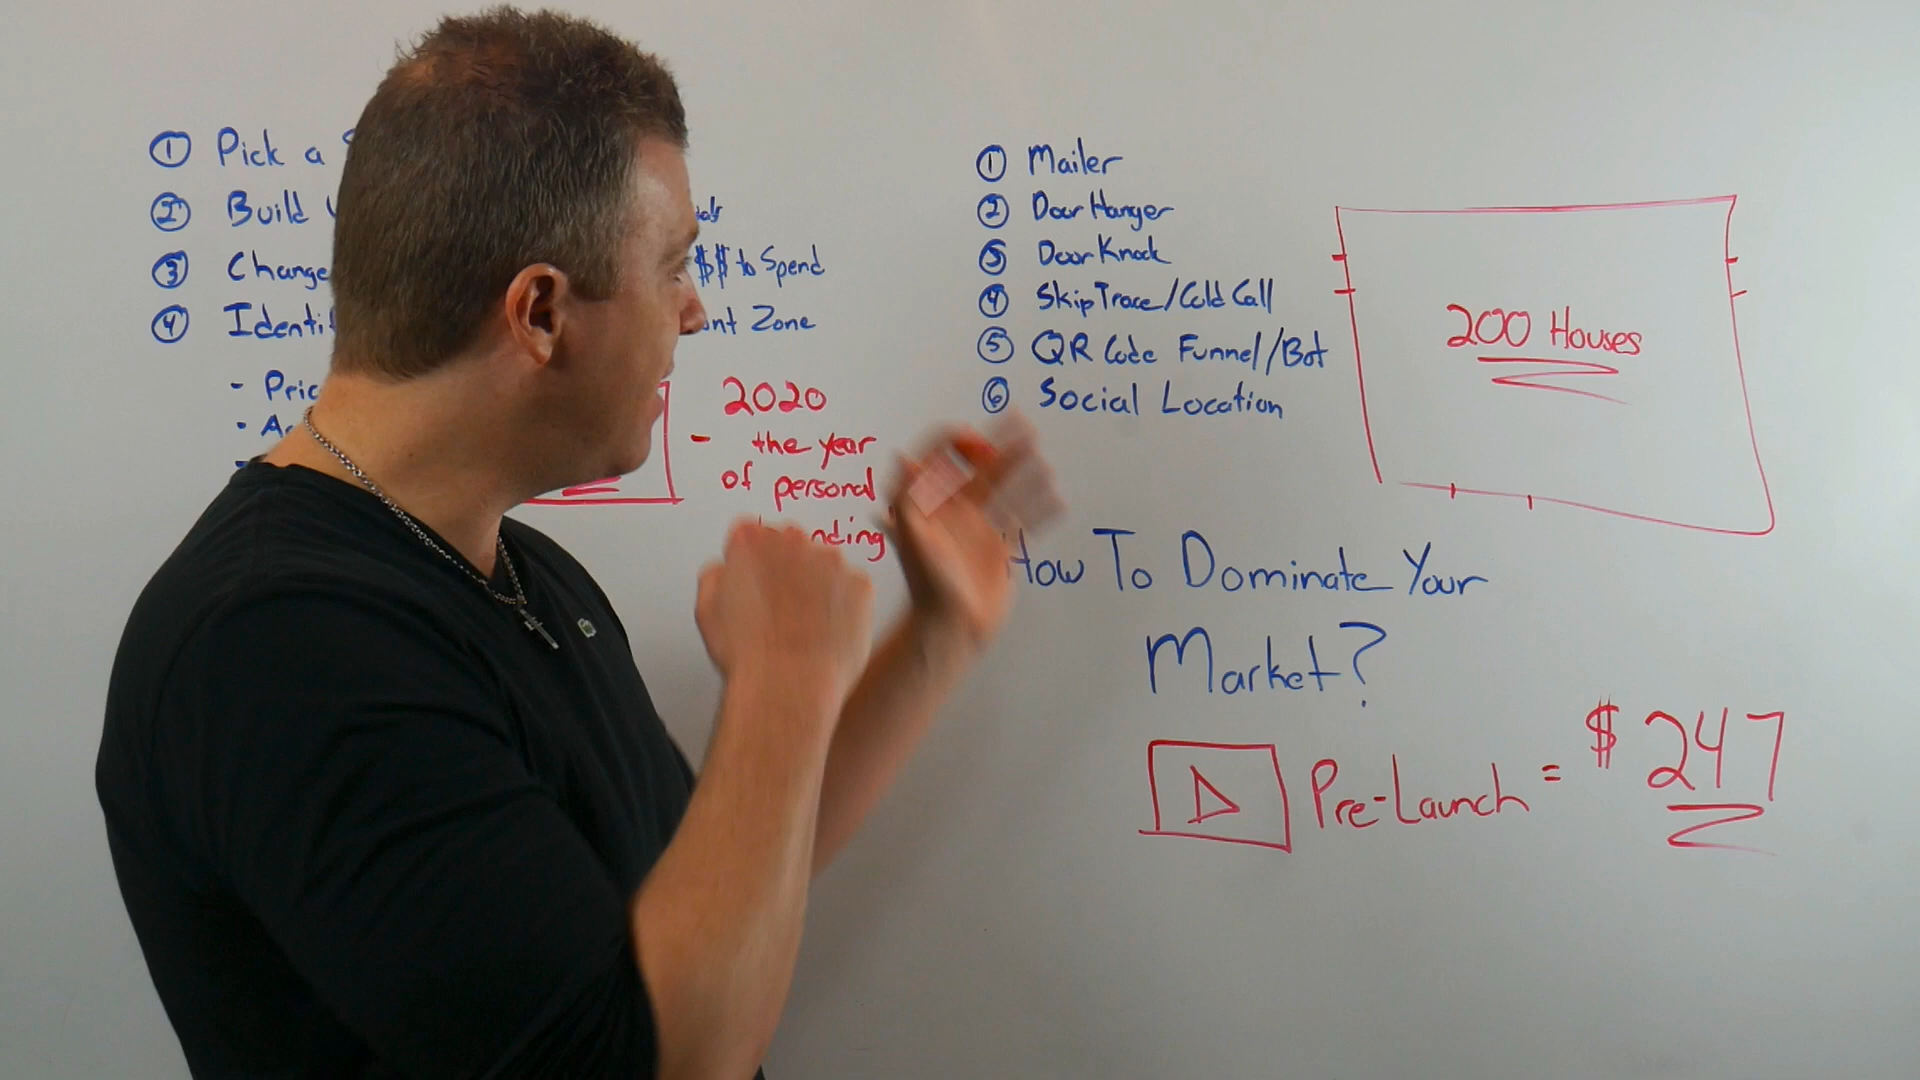 ① Pick a
② Build
③ Change
$$ to Spend
④ Identif
Zone
- Pric
2020
- the year
of personal
① Mailer
② Door Hanger
③ Door Knock
④ Skip Trace/Cold Call
⑤ QR Code Funnel/Bot
⑥ Social Location
200 Houses
How To Dominate Your
Market?
Pre-Launch = $247